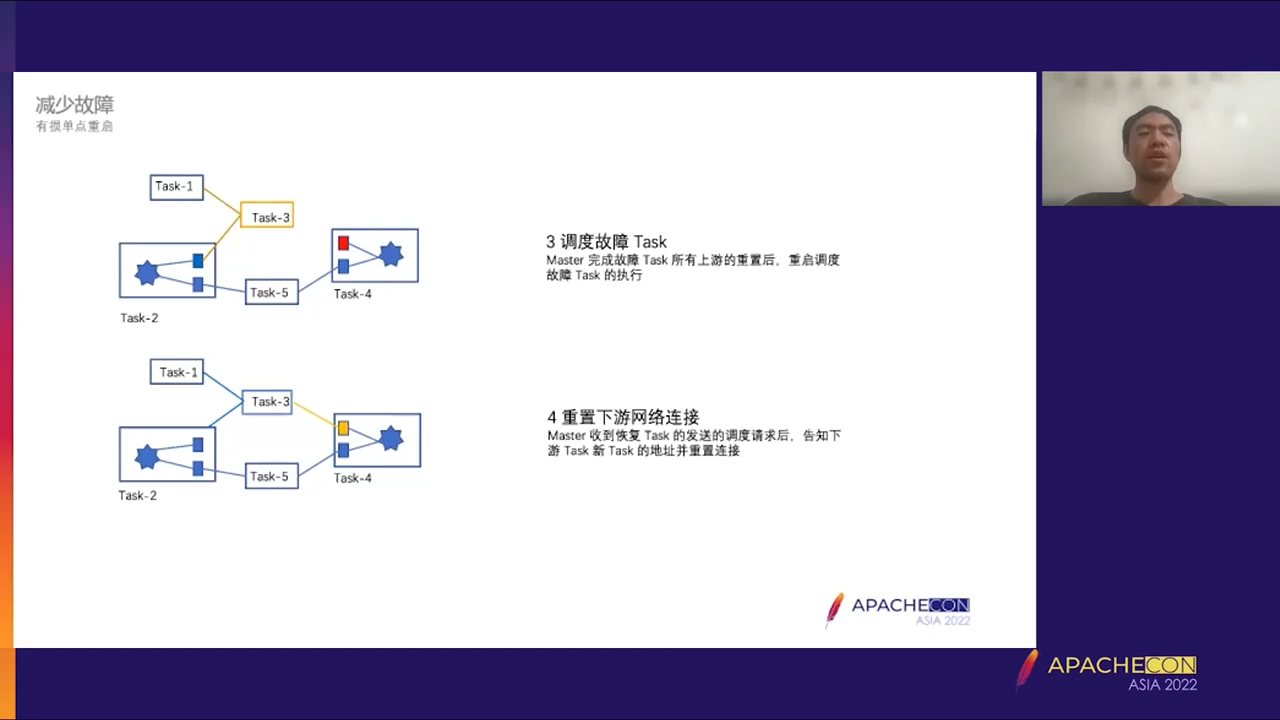 减少故障
有损单点重启
Task-1
Task-3
Task-5
Task-4
Task-2
3 调度故障 Task
Master 完成故障 Task 所有上游的重置后，重启调度
故障 Task 的执行
Task-1
Task-3
Task-5
Task-4
Task-2
4 重置下游网络连接
Master 收到恢复 Task 的发送的调度请求后，告知下
游 Task 新 Task 的地址并重置连接
APACHECON
ASIA 2022
APACHECON
ASIA 2022